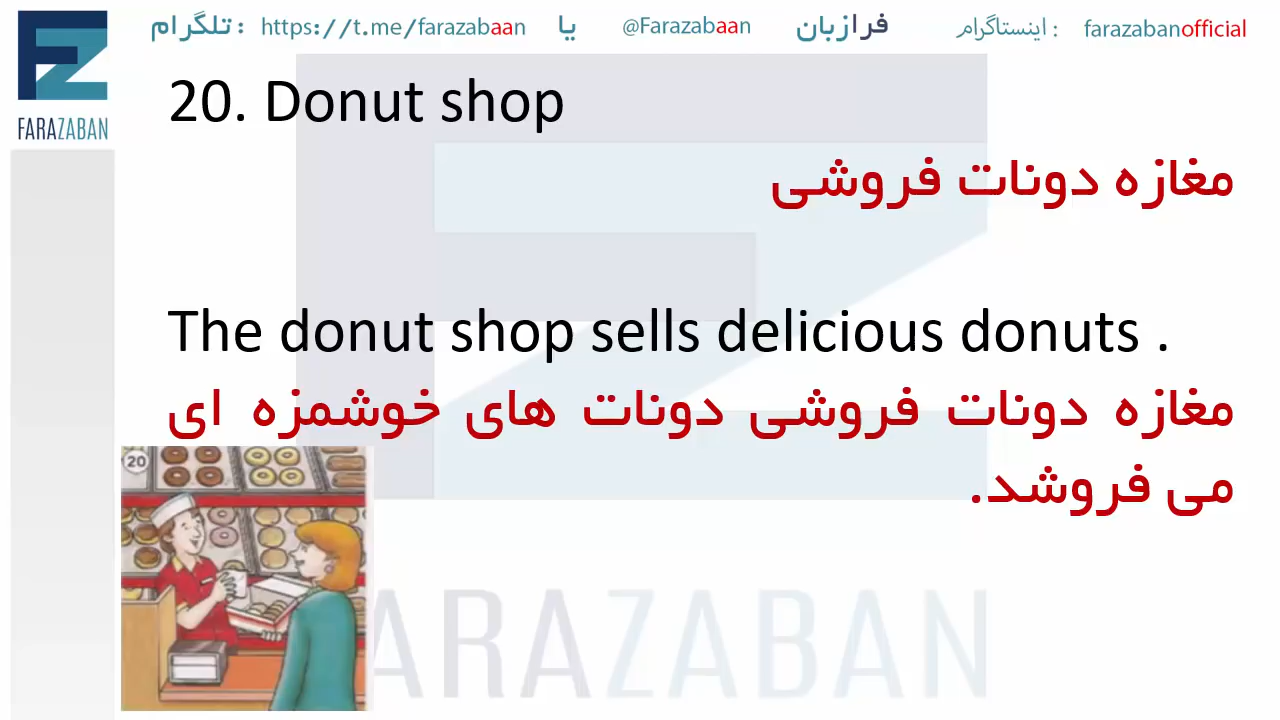 تلگرام : https://t.me/farazabaan یا @Farazabaan فرازبان اینستاگرام : farazabanofficial
FARAZABAN
20. Donut shop
مغازه دونات فروشی
The donut shop sells delicious donuts .
مغازه دونات فروشی دونات های خوشمزه ای
می فروشد.
20
FARAZABAN